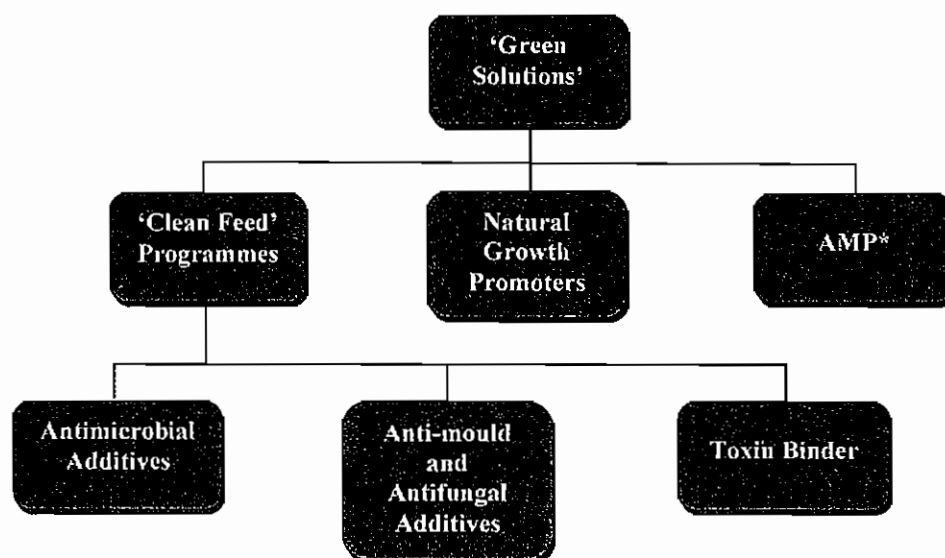 ‘Green
Solutions’
‘Clean Feed’
Programmes
Natural
Growth
Promoters
AMP*
Antimicrobial
Additives
Anti-mould
and
Antifungal
Additives
Toxin Binder